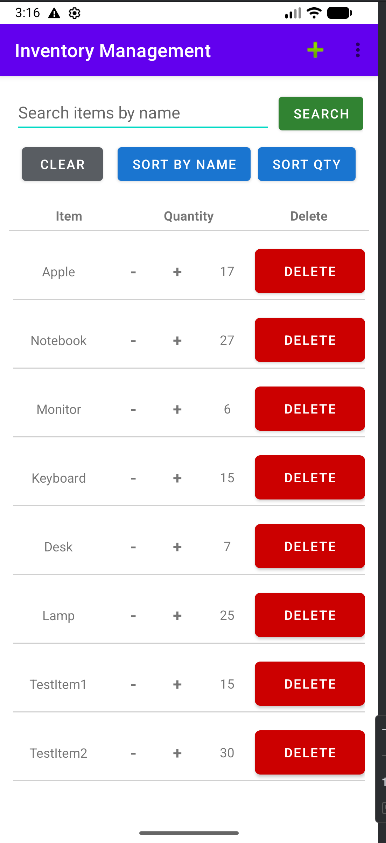 3:16
Inventory Management +
Search items by name SEARCH
CLEAR SORT BY NAME SORT QTY
Item Quantity Delete
Apple - + 17 DELETE
Notebook - + 27 DELETE
Monitor - + 6 DELETE
Keyboard - + 15 DELETE
Desk - + 7 DELETE
Lamp - + 25 DELETE
TestItem1 - + 15 DELETE
TestItem2 - + 30 DELETE